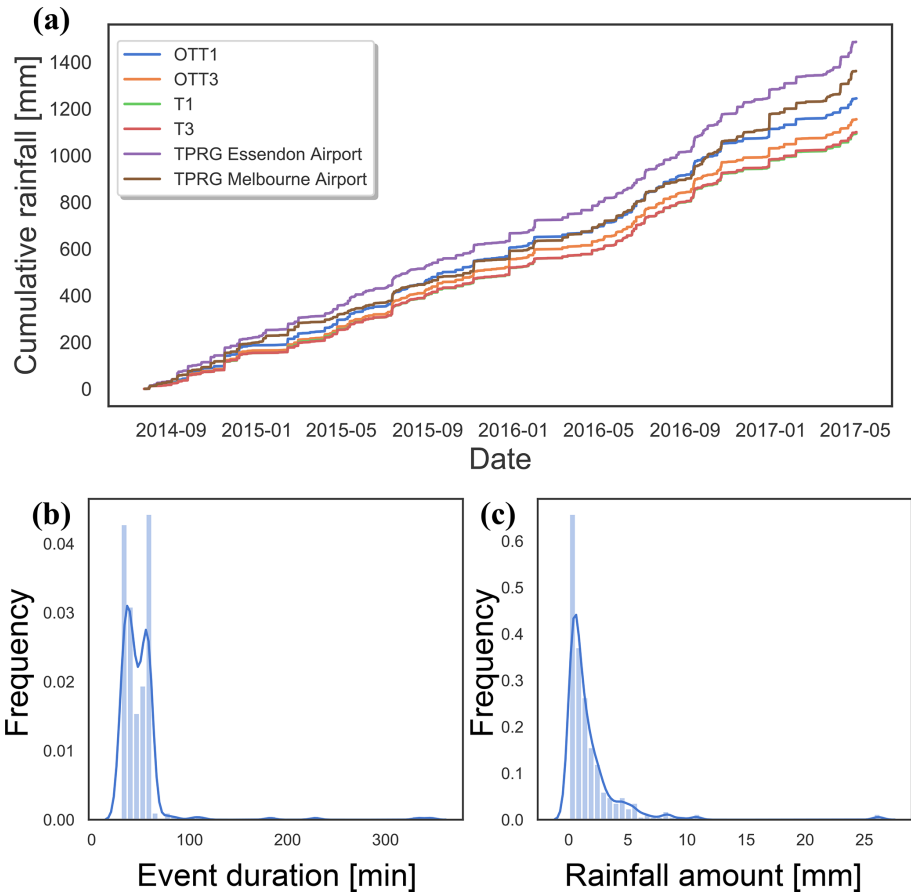 (a)
Cumulative rainfall [mm]
1400
1200
1000
800
600
400
200
0
OTT1
OTT3
T1
T3
TPRG Essendon Airport
TPRG Melbourne Airport
2014-09 2015-01 2015-05 2015-09 2016-01 2016-05 2016-09 2017-01 2017-05
Date
(b)
Frequency
0.04
0.03
0.02
0.01
0.00
0 100 200 300
Event duration [min]
(c)
Frequency
0.6
0.5
0.4
0.3
0.2
0.1
0.0
0 5 10 15 20 25
Rainfall amount [mm]